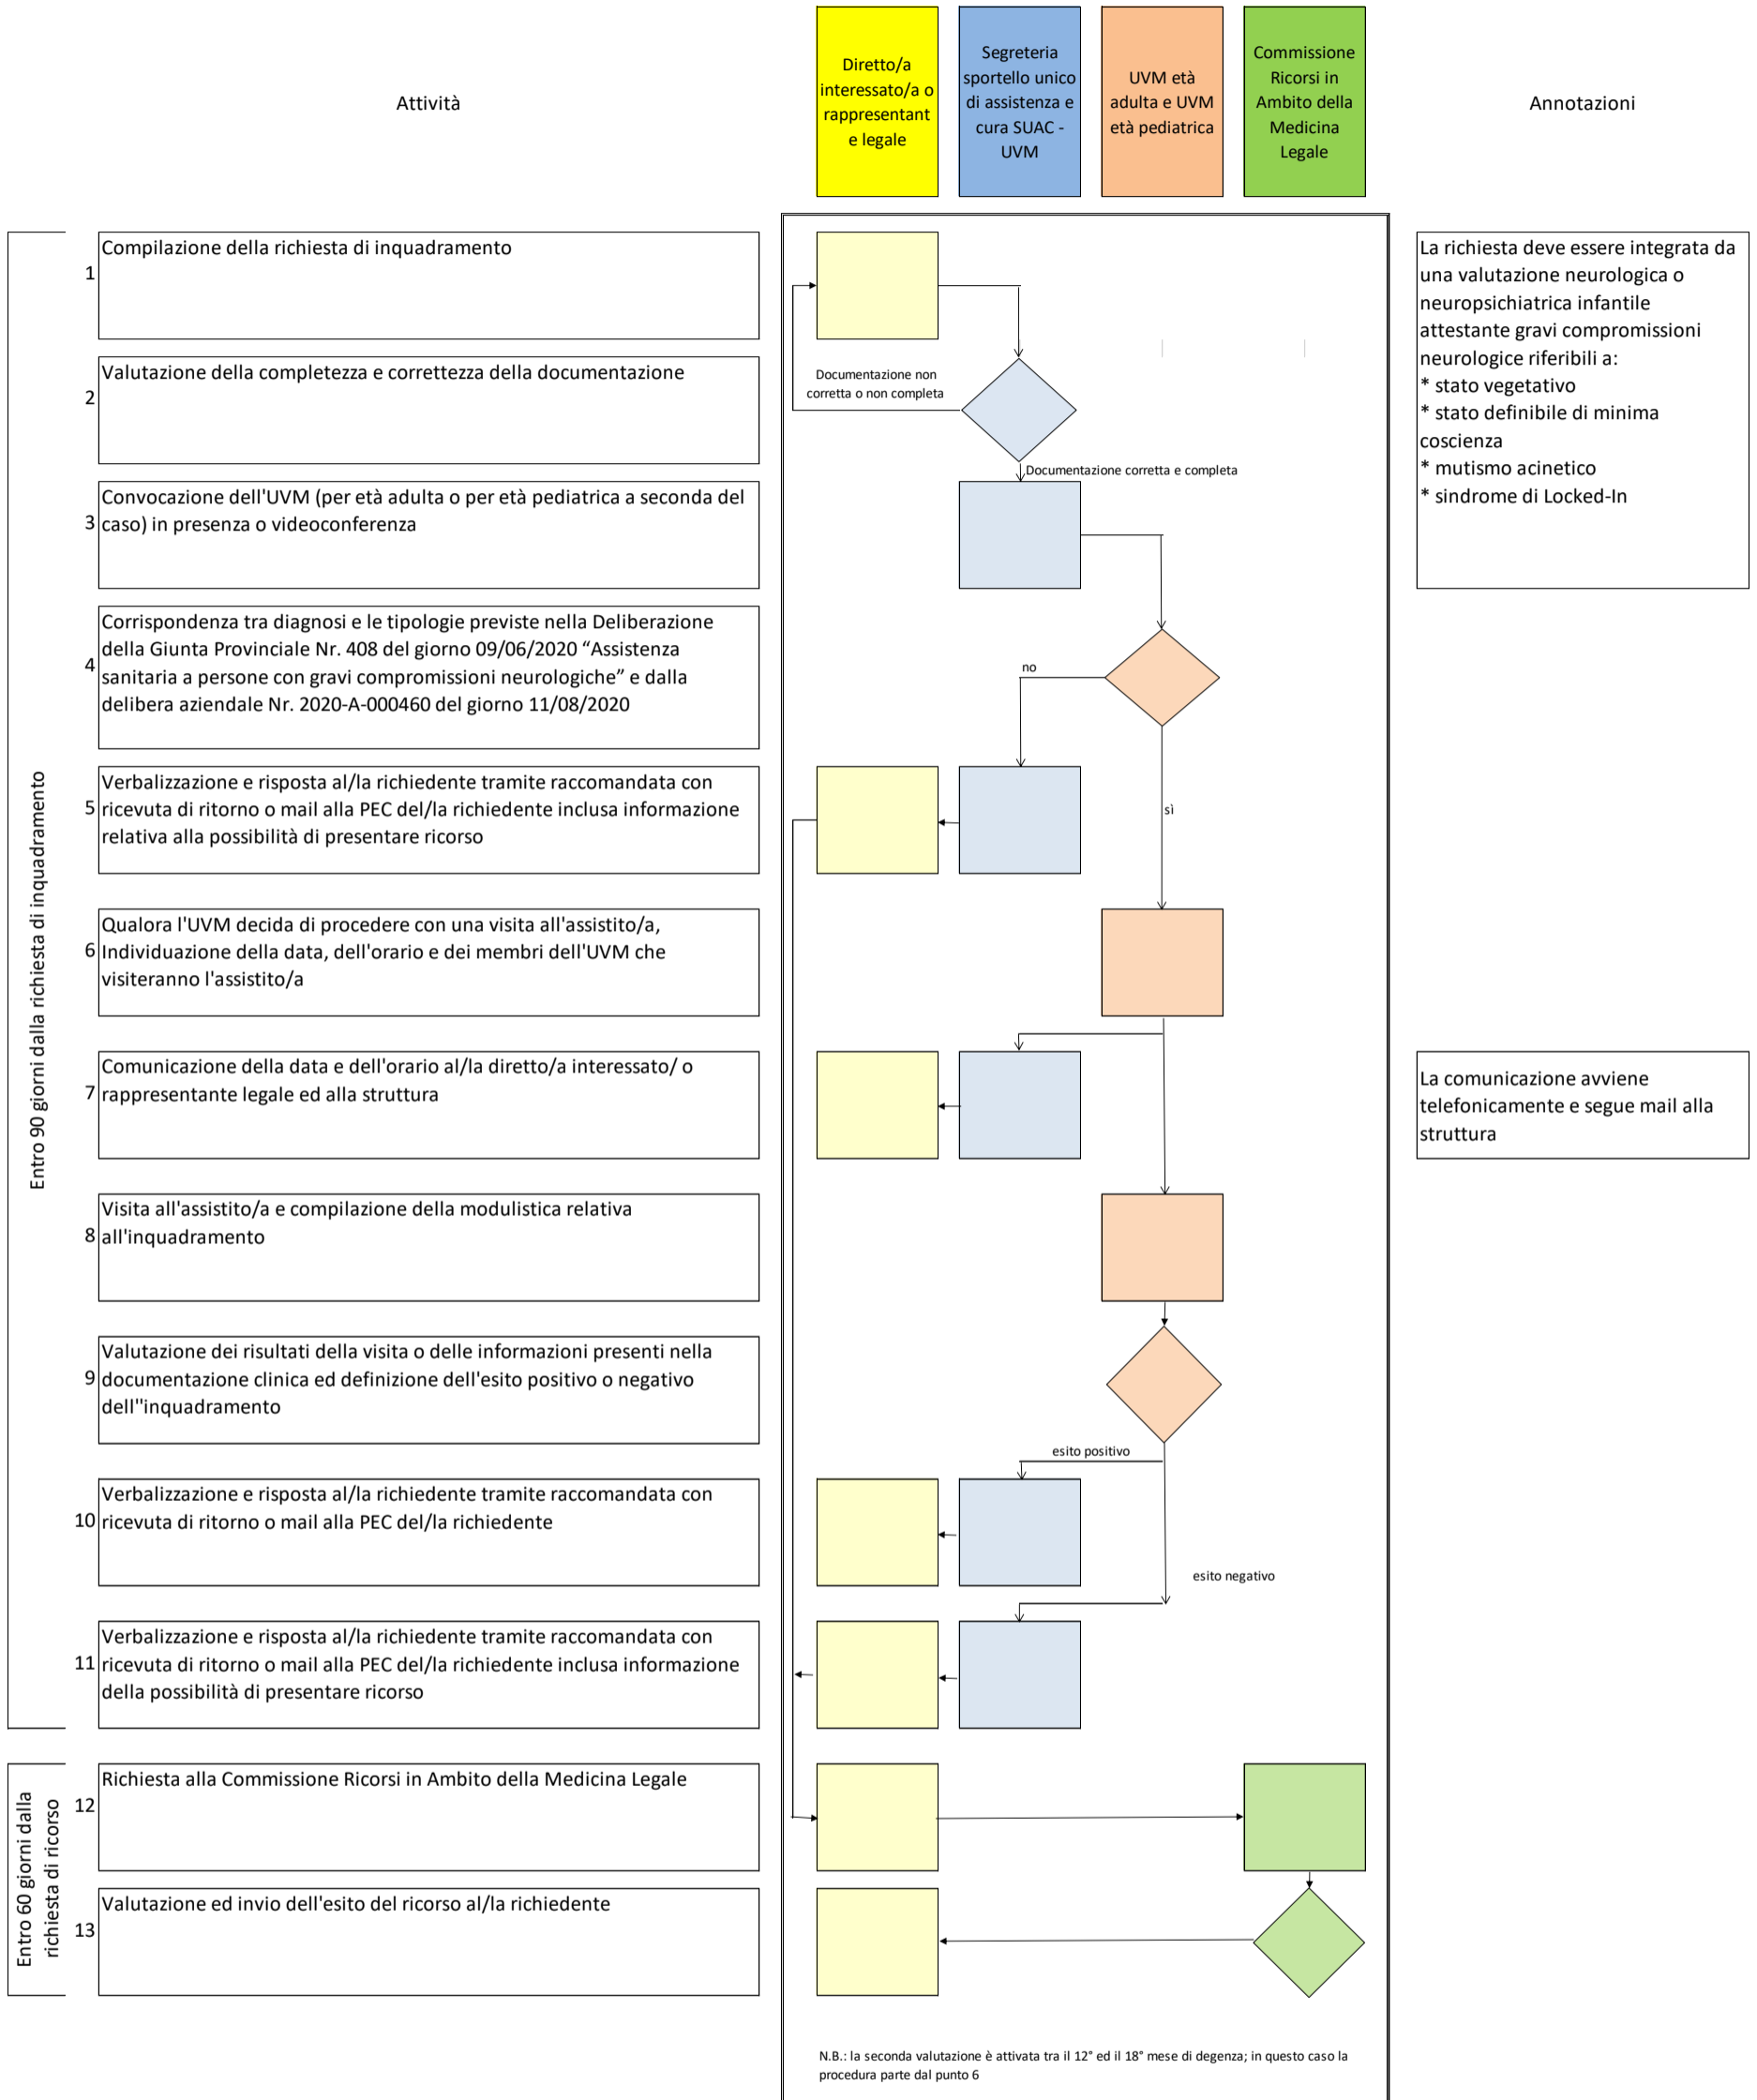 Attività
Diretto/a
interessato/a o
rappresentant
e legale
Segreteria
sportello unico
di assistenza e
cura SUAC -
UVM
UVM età
adulta e UVM
età pediatrica
Commissione
Ricorsi in
Ambito della
Medicina
Legale
Annotazioni
Entro 90 giorni dalla richiesta di inquadramento
1
Compilazione della richiesta di inquadramento
La richiesta deve essere integrata da
una valutazione neurologica o
neuropsichiatrica infantile
attestante gravi compromissioni
neurologice riferibili a:
* stato vegetativo
* stato definibile di minima
coscienza
* mutismo acinetico
* sindrome di Locked-In
2
Valutazione della completezza e correttezza della documentazione
Documentazione non
corretta o non completa
Documentazione corretta e completa
3
Convocazione dell'UVM (per età adulta o per età pediatrica a seconda del
caso) in presenza o videoconferenza
4
Corrispondenza tra diagnosi e le tipologie previste nella Deliberazione
della Giunta Provinciale Nr. 408 del giorno 09/06/2020 “Assistenza
sanitaria a persone con gravi compromissioni neurologiche” e dalla
delibera aziendale Nr. 2020-A-000460 del giorno 11/08/2020
no
5
Verbalizzazione e risposta al/la richiedente tramite raccomandata con
ricevuta di ritorno o mail alla PEC del/la richiedente inclusa informazione
relativa alla possibilità di presentare ricorso
sì
6
Qualora l'UVM decida di procedere con una visita all'assistito/a,
Individuazione della data, dell'orario e dei membri dell'UVM che
visiteranno l'assistito/a
7
Comunicazione della data e dell'orario al/la diretto/a interessato/ o
rappresentante legale ed alla struttura
La comunicazione avviene
telefonicamente e segue mail alla
struttura
8
Visita all'assistito/a e compilazione della modulistica relativa
all'inquadramento
9
Valutazione dei risultati della visita o delle informazioni presenti nella
documentazione clinica ed definizione dell'esito positivo o negativo
dell''inquadramento
esito positivo
10
Verbalizzazione e risposta al/la richiedente tramite raccomandata con
ricevuta di ritorno o mail alla PEC del/la richiedente
esito negativo
11
Verbalizzazione e risposta al/la richiedente tramite raccomandata con
ricevuta di ritorno o mail alla PEC del/la richiedente inclusa informazione
della possibilità di presentare ricorso
Entro 60 giorni dalla
richiesta di ricorso
12
Richiesta alla Commissione Ricorsi in Ambito della Medicina Legale
13
Valutazione ed invio dell'esito del ricorso al/la richiedente
N.B.: la seconda valutazione è attivata tra il 12° ed il 18° mese di degenza; in questo caso la
procedura parte dal punto 6